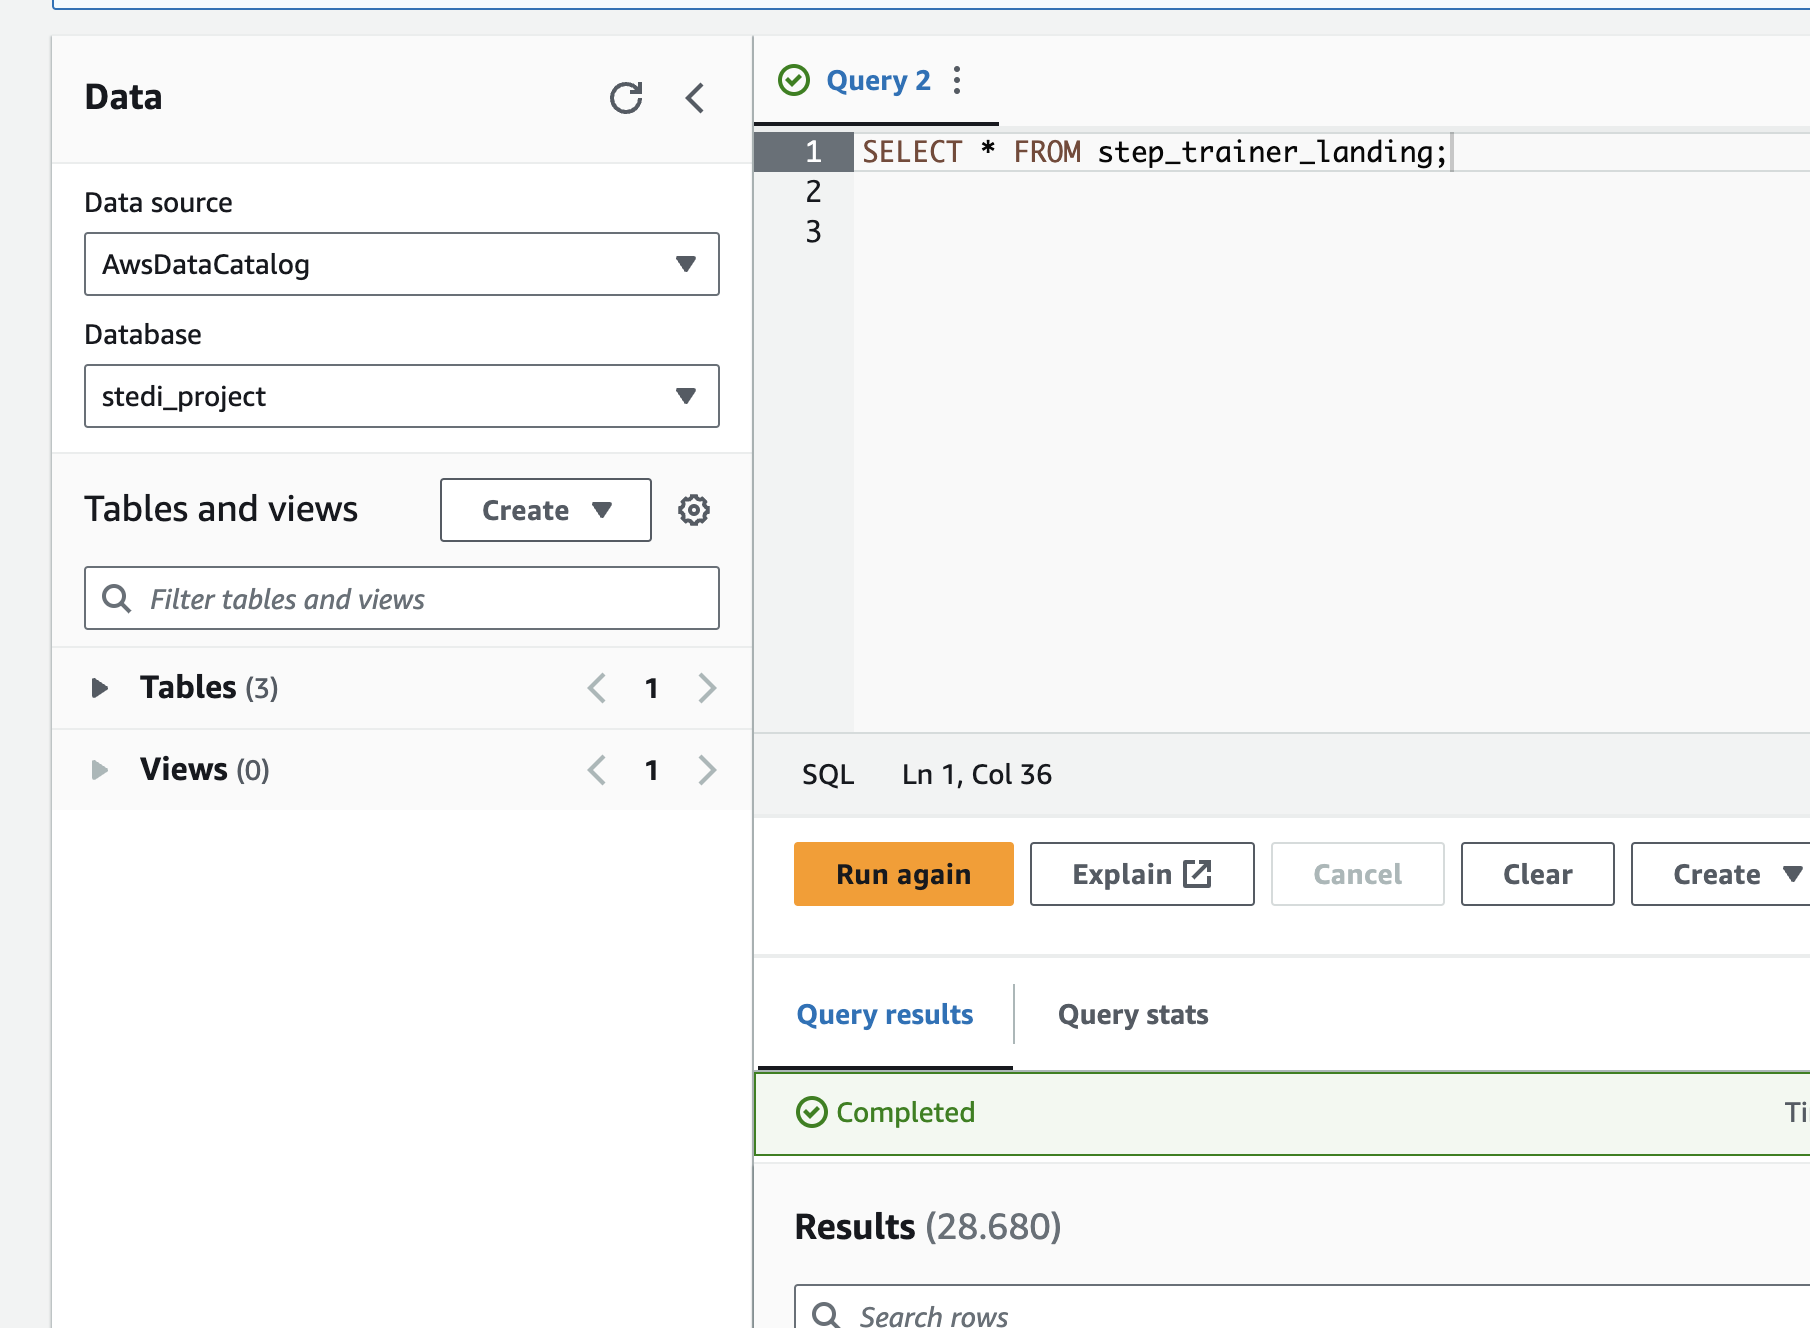 Data
Data source
AwsDataCatalog
Database
stedi_project
Tables and views
Create
Filter tables and views
Tables (3)
1
Views (0)
1
Query 2
1 SELECT * FROM step_trainer_landing;
2
3
SQL Ln 1, Col 36
Run again Explain Cancel Clear Create
Query results Query stats
Completed
Results (28.680)
Search rows